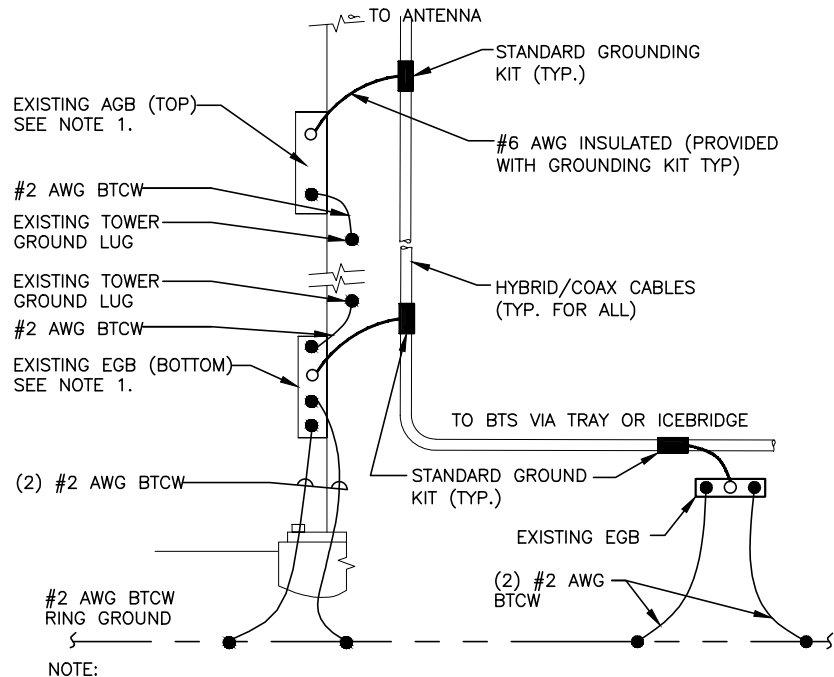 TO ANTENNA
STANDARD GROUNDING
KIT (TYP.)
EXISTING AGB (TOP)
SEE NOTE 1.
#6 AWG INSULATED (PROVIDED
WITH GROUNDING KIT TYP)
#2 AWG BTCW
EXISTING TOWER
GROUND LUG
EXISTING TOWER
GROUND LUG
HYBRID/COAX CABLES
(TYP. FOR ALL)
#2 AWG BTCW
EXISTING EGB (BOTTOM)
SEE NOTE 1.
TO BTS VIA TRAY OR ICEBRIDGE
(2) #2 AWG BTCW
STANDARD GROUND
KIT (TYP.)
EXISTING EGB
(2) #2 AWG
BTCW
#2 AWG BTCW
RING GROUND
NOTE: